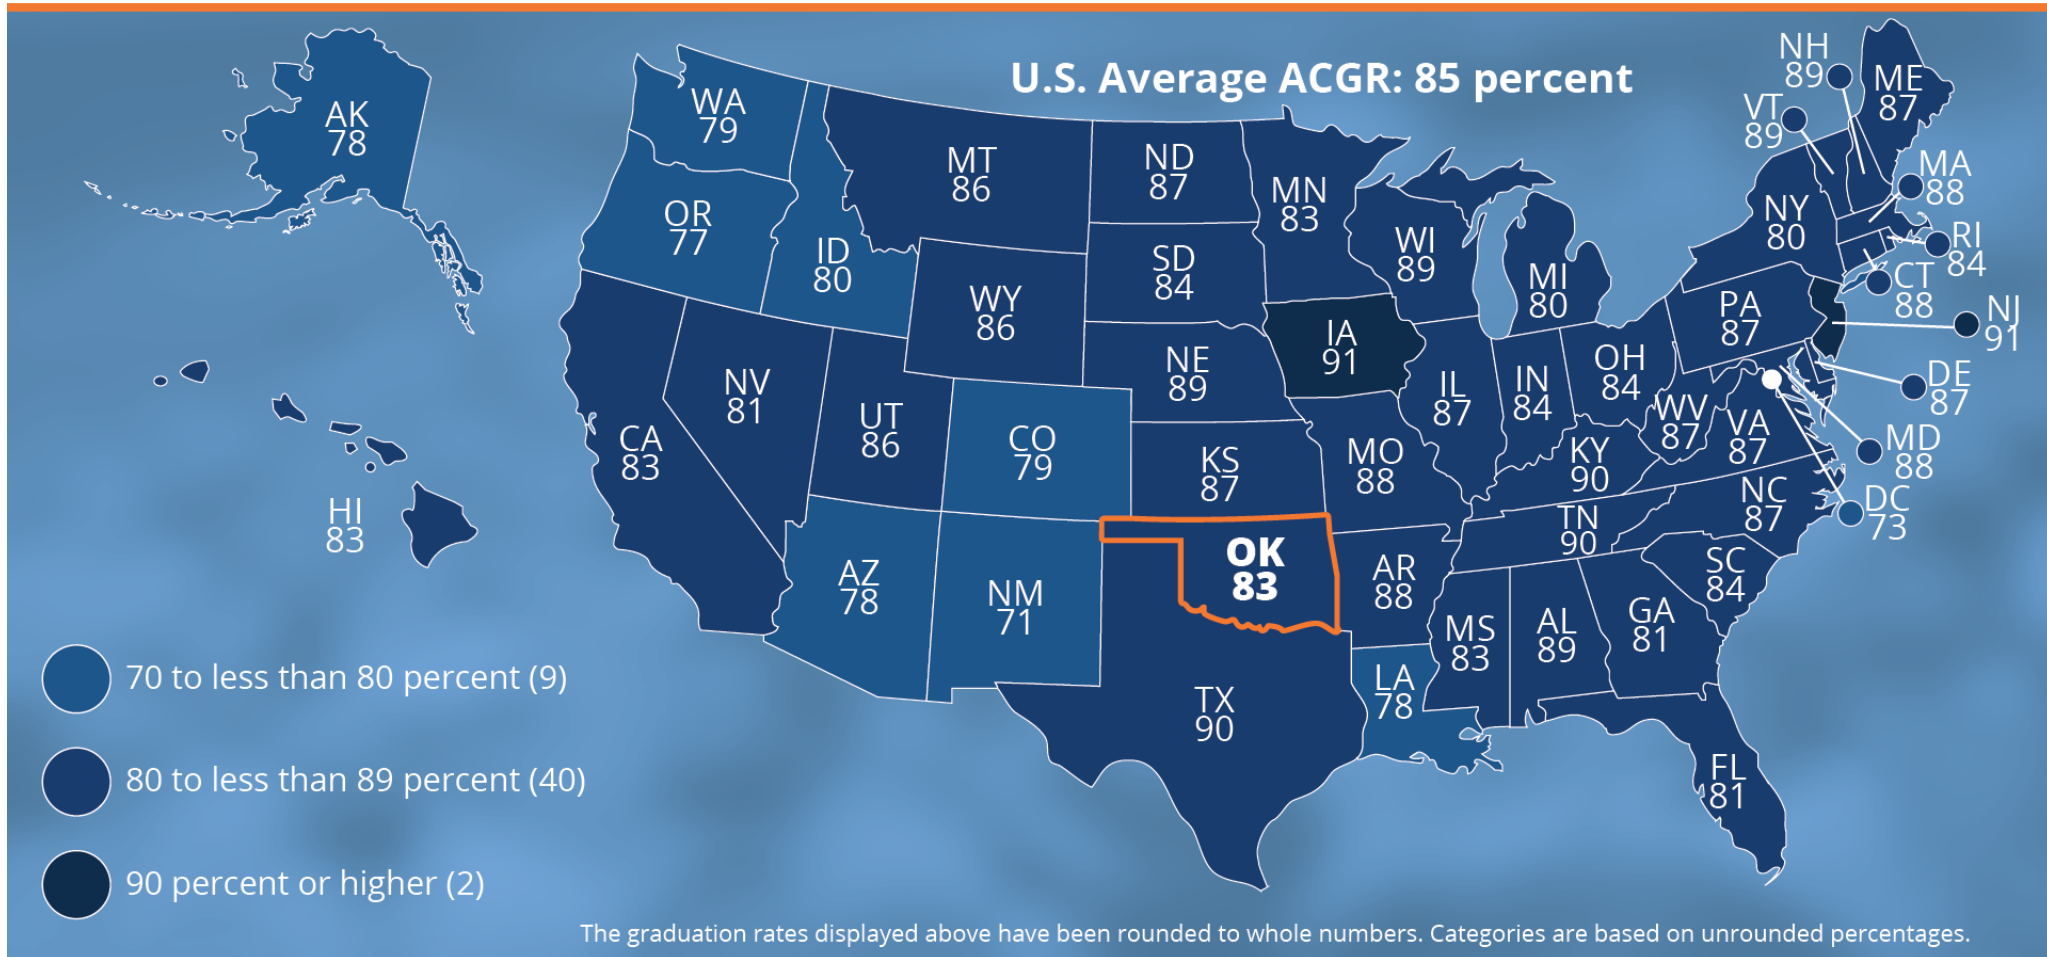 U.S. Average ACGR: 85 percent
AK
78
WA
79
OR
77
ID
80
MT
86
ND
87
MN
83
WI
89
MI
80
SD
84
WY
86
NE
89
IA
91
NV
81
UT
86
CO
79
CA
83
KS
87
MO
88
IL
87
IN
84
OH
84
KY
90
WV
87
VA
87
PA
87
NY
80
VT
89
NH
89
ME
87
MA
88
RI
84
CT
88
NJ
91
DE
87
MD
88
DC
73
NC
87
TN
90
SC
84
GA
81
AL
89
MS
83
AR
88
LA
78
OK
83
TX
90
NM
71
AZ
78
FL
81
HI
83
70 to less than 80 percent (9)
80 to less than 89 percent (40)
90 percent or higher (2)
The graduation rates displayed above have been rounded to whole numbers. Categories are based on unrounded percentages.